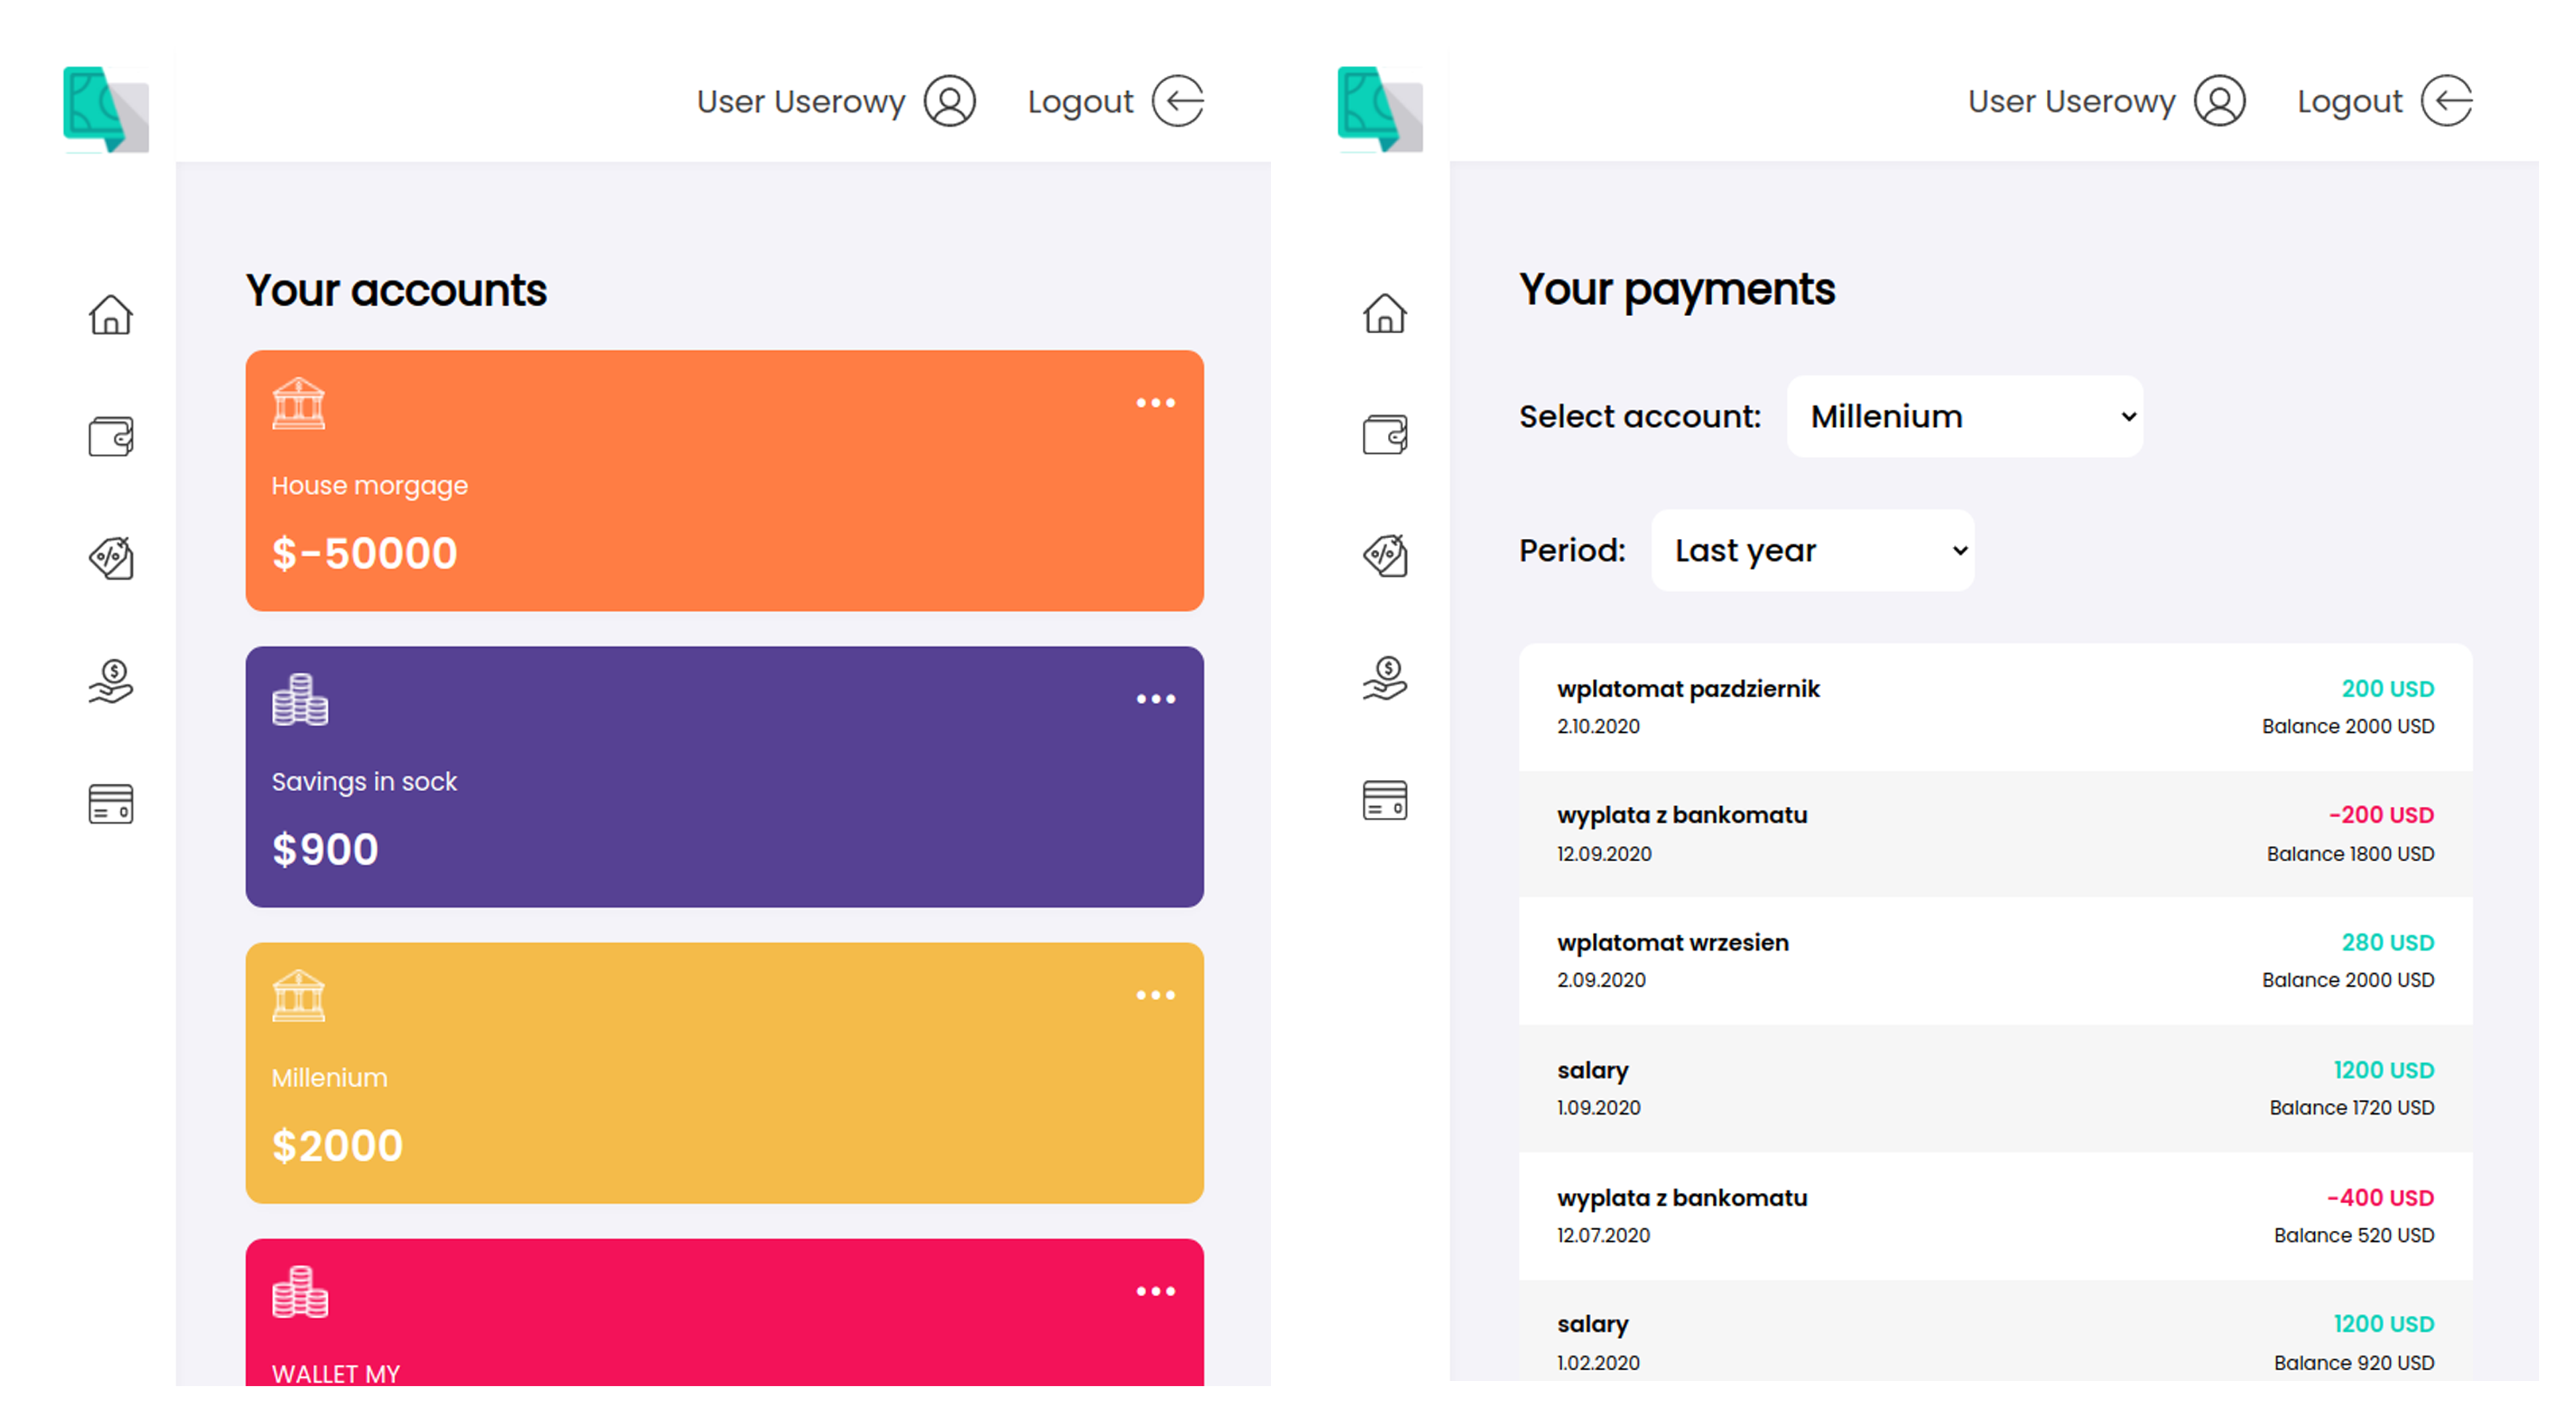 User Userowy
Logout
Your accounts
House morgage
$-50000
Savings in sock
$900
Millenium
$2000
WALLET MY
User Userowy
Logout
Your payments
Select account: Millenium
Period: Last year
wplatomat pazdziernik 200 USD
2.10.2020 Balance 2000 USD
wyplata z bankomatu -200 USD
12.09.2020 Balance 1800 USD
wplatomat wrzesien 280 USD
2.09.2020 Balance 2000 USD
salary 1200 USD
1.09.2020 Balance 1720 USD
wyplata z bankomatu -400 USD
12.07.2020 Balance 520 USD
salary 1200 USD
1.02.2020 Balance 920 USD